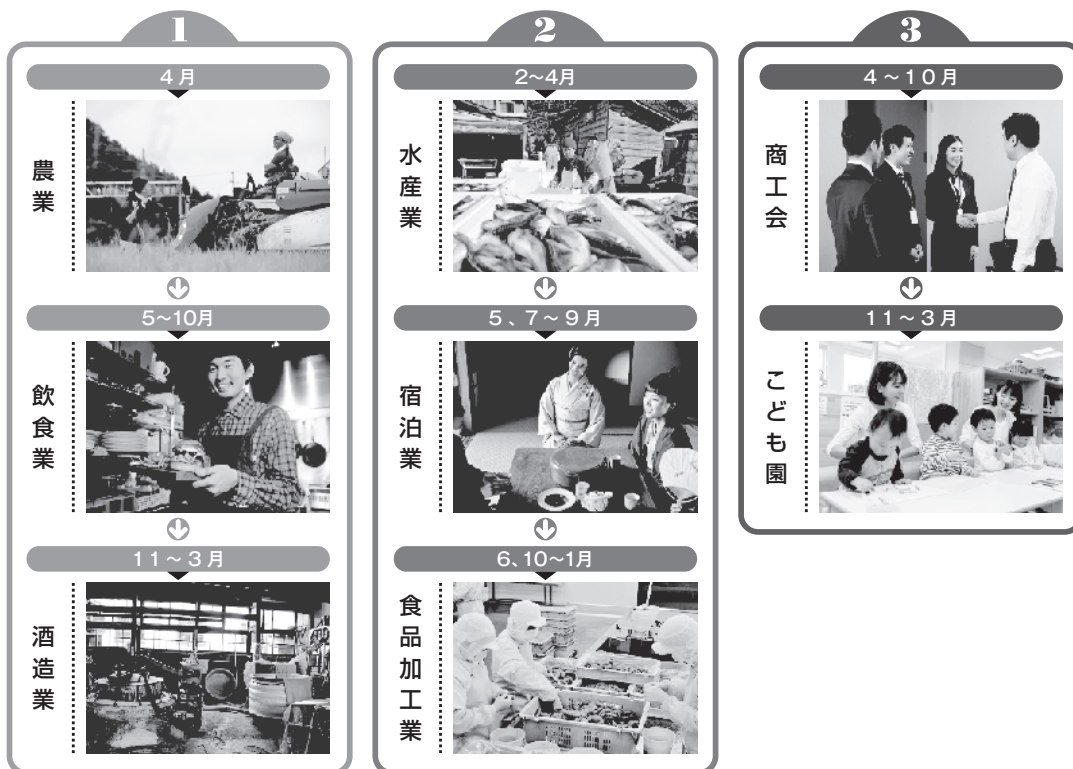 1
4月
農業
5~10月
飲食業
11~3月
酒造業
2
2~4月
水産業
5、7~9月
宿泊業
6、10~1月
食品加工業
3
4~10月
商工会
11~3月
こども園